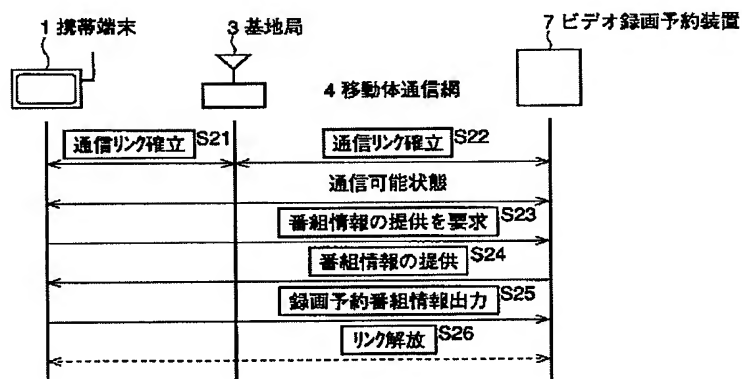 1 携帯端末
3 基地局
7 ビデオ録画予約装置
4 移動体通信網
通信リンク確立 S21
通信リンク確立 S22
通信可能状態
番組情報の提供を要求 S23
番組情報の提供 S24
録画予約番組情報出力 S25
リンク解放 S26